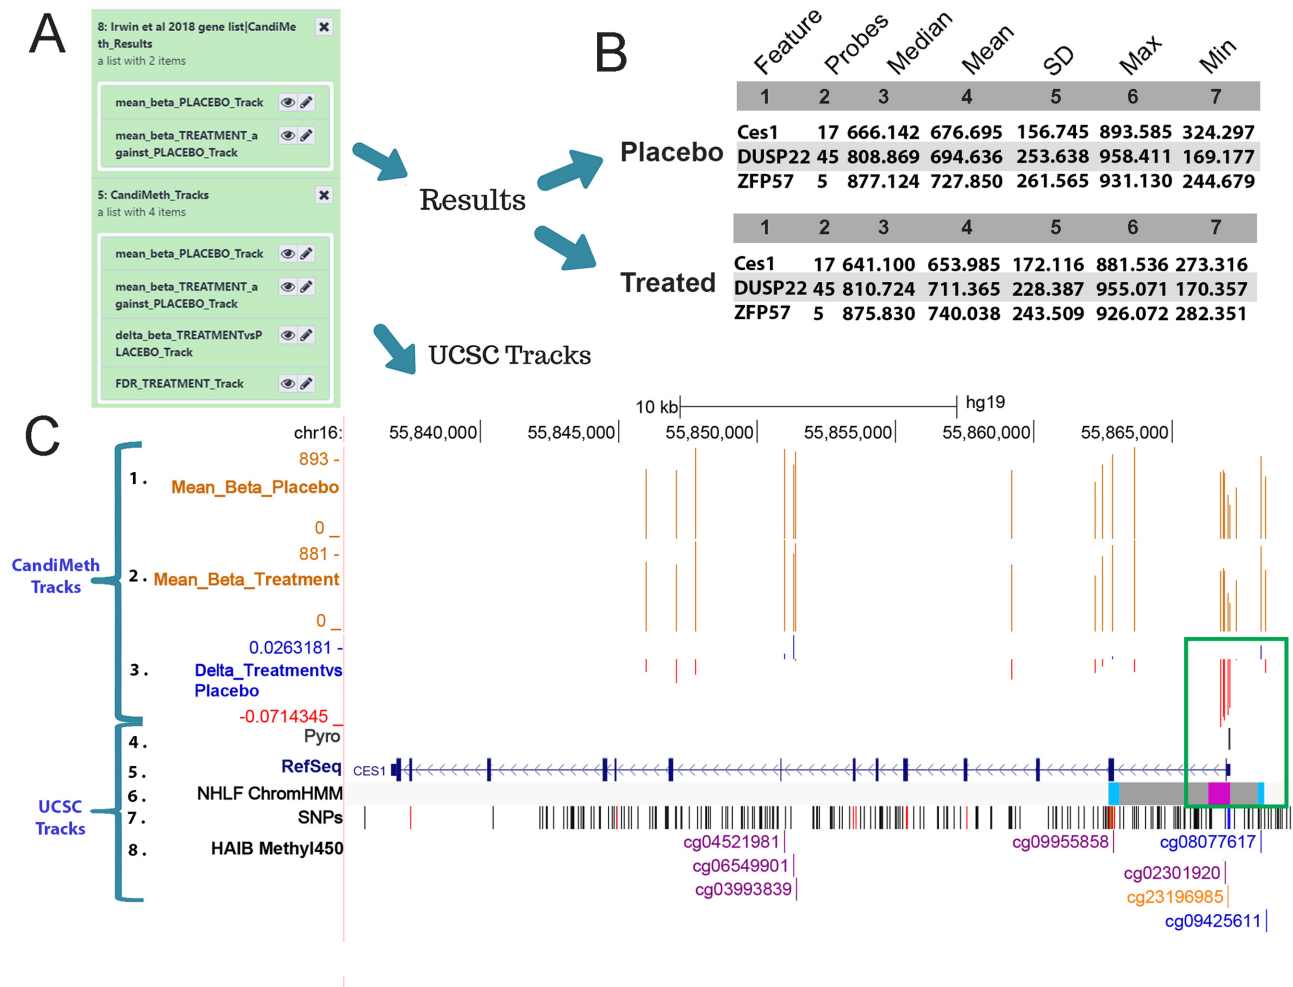 A
8: Irwin et al 2018 gene list|CandiMe
th_Results
a list with 2 items
mean_beta_PLACEBO_Track
mean_beta_TREATMENT_a
gainst_PLACEBO_Track
5: CandiMeth_Tracks
a list with 4 items
mean_beta_PLACEBO_Track
mean_beta_TREATMENT_a
gainst_PLACEBO_Track
delta_beta_TREATMENTvsP
LACEBO_Track
FDR_TREATMENT_Track
Results
UCSC Tracks
B
Feature Probes Median Mean SD Max Min
1 2 3 4 5 6 7
Placebo
Ces1 17 666.142 676.695 156.745 893.585 324.297
DUSP22 45 808.869 694.636 253.638 958.411 169.177
ZFP57 5 877.124 727.850 261.565 931.130 244.679
1 2 3 4 5 6 7
Treated
Ces1 17 641.100 653.985 172.116 881.536 273.316
DUSP22 45 810.724 711.365 228.387 955.071 170.357
ZFP57 5 875.830 740.038 243.509 926.072 282.351
C
10 kb hg19
chr16: 55,840,000 55,845,000 55,850,000 55,855,000 55,860,000 55,865,000
CandiMeth
Tracks
893 -
1. Mean_Beta_Placebo
0 _
881 -
2. Mean_Beta_Treatment
0 _
0.0263181 -
3. Delta_Treatmentvs
Placebo
-0.0714345 _
UCSC
Tracks
4. Pyro
5. RefSeq CES1
6. NHLF ChromHMM
7. SNPs
8. HAIB Methyl450
cg04521981 cg09955858 cg08077617
cg06549901 cg02301920
cg03993839 cg23196985
cg09425611